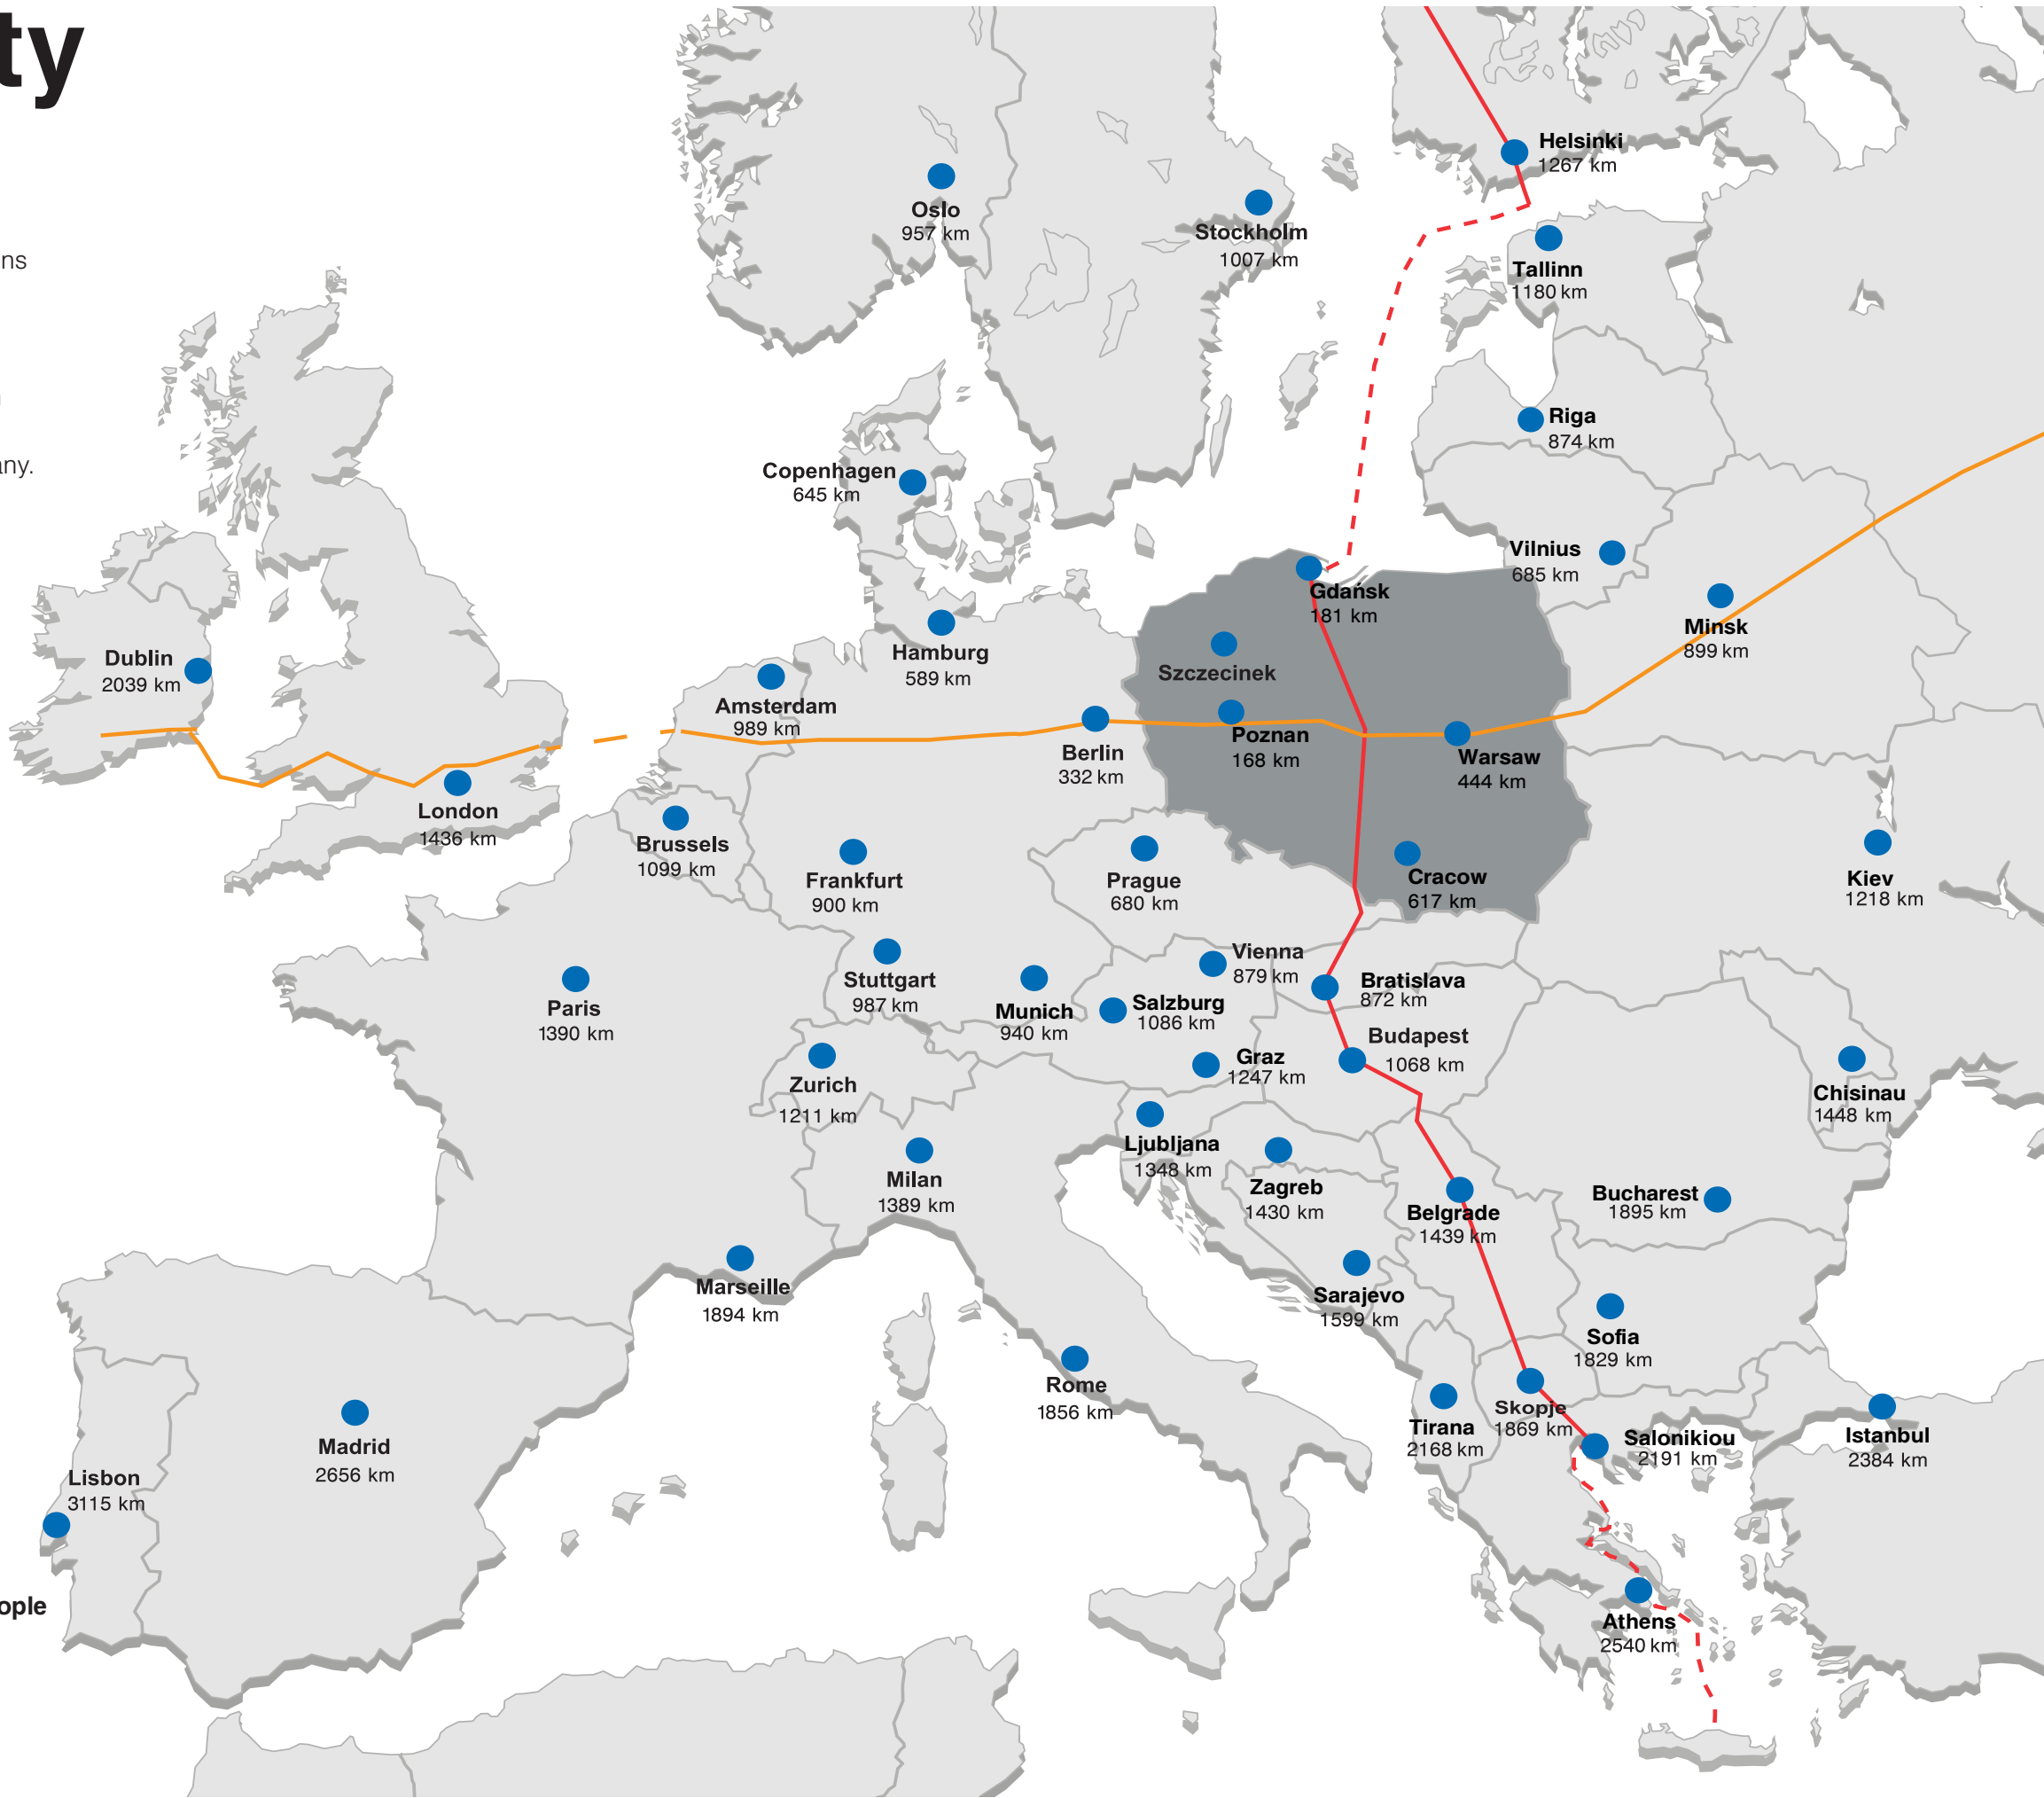 ty
ns
any.
ople
Helsinki
1267 km
Oslo
957 km
Stockholm
1007 km
Tallinn
1180 km
Riga
874 km
Copenhagen
645 km
Vilnius
685 km
Gdańsk
181 km
Minsk
899 km
Dublin
2039 km
Hamburg
589 km
Szczecinek
Amsterdam
989 km
Berlin
332 km
Poznan
168 km
Warsaw
444 km
London
1436 km
Brussels
1099 km
Frankfurt
900 km
Prague
680 km
Cracow
617 km
Kiev
1218 km
Vienna
879 km
Stuttgart
987 km
Paris
1390 km
Munich
940 km
Salzburg
1086 km
Bratislava
872 km
Budapest
1068 km
Graz
1247 km
Zurich
1211 km
Chisinau
1448 km
Ljubljana
1348 km
Milan
1389 km
Zagreb
1430 km
Belgrade
1439 km
Bucharest
1895 km
Marseille
1894 km
Sarajevo
1599 km
Sofia
1829 km
Rome
1856 km
Skopje
1869 km
Tirana
2168 km
Salonikiou
2191 km
Istanbul
2384 km
Madrid
2656 km
Lisbon
3115 km
Athens
2540 km